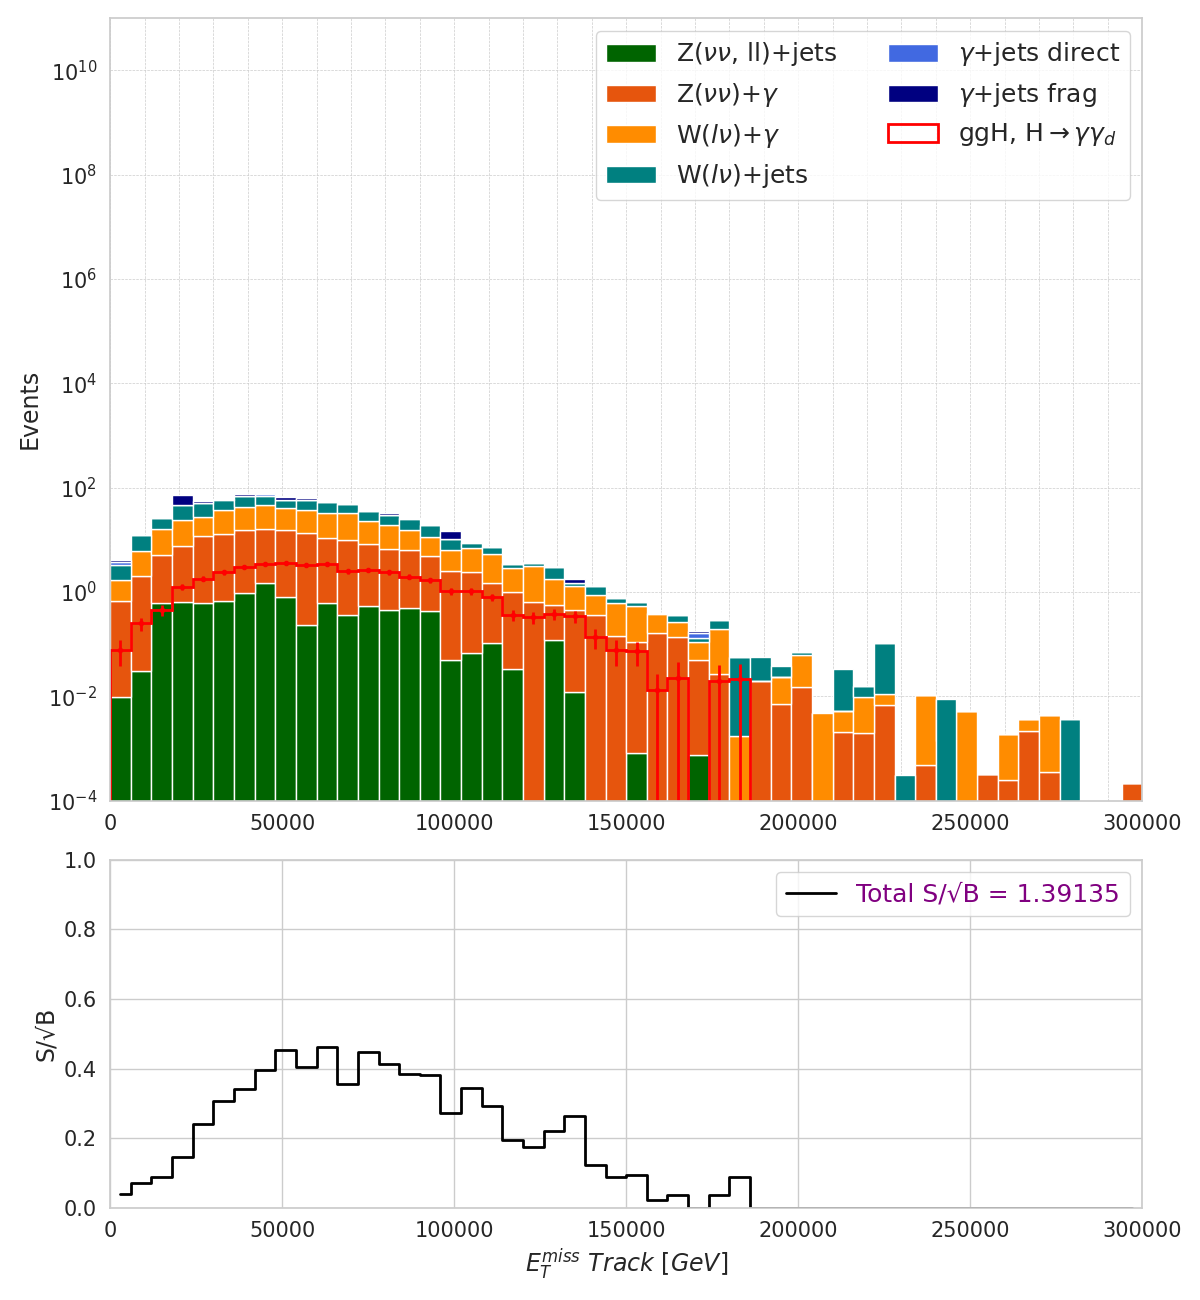 Z(νν, ll)+jets
Z(νν)+γ
W(lν)+γ
W(lν)+jets
γ+jets direct
γ+jets frag
ggH, H→γγ_d
Events
10^10
10^8
10^6
10^4
10^2
10^0
10^−2
10^−4
0 50000 100000 150000 200000 250000 300000
Total S/√B = 1.39135
S/√B
1.0
0.8
0.6
0.4
0.2
0.0
0 50000 100000 150000 200000 250000 300000
E_T^miss Track [GeV]